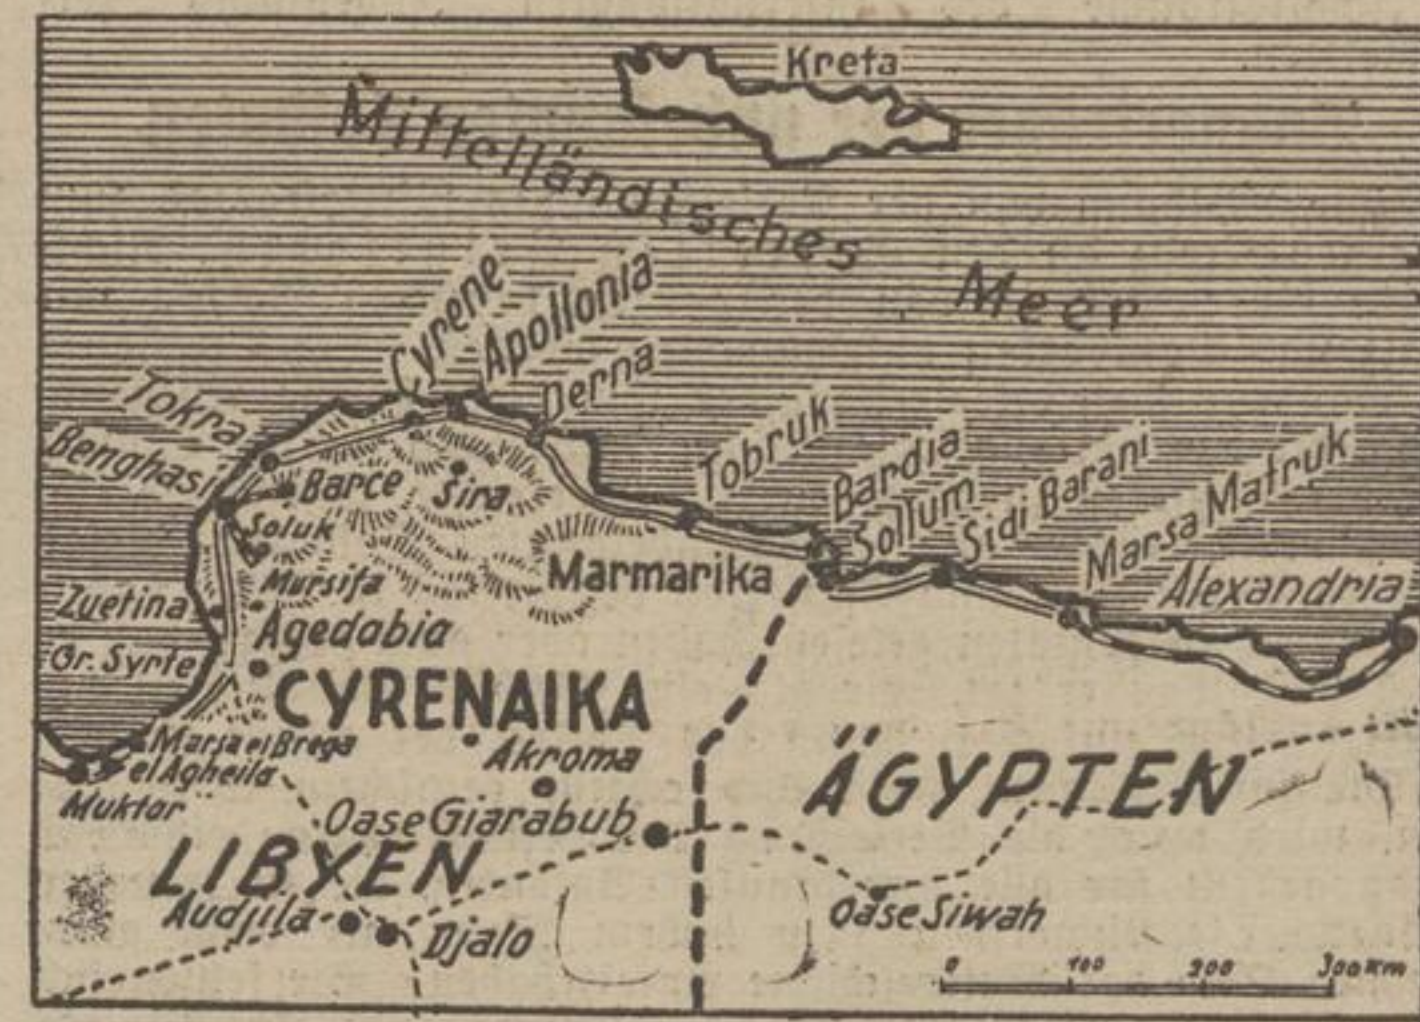 Kreta
Mittelländisches
Meer
Cyrene
Apollonia
Derna
Tokra
Benghasi
Barce
Sira
Tobruk
Bardia
Sollum
Sidi Barani
Marsa Matruk
Alexandria
Soluk
Mursifa
Marmarika
Zuetina
Agedabia
Gr. Syrte
CYRENAIKA
Marsa el Brega
el Agheila
Muktar
Akroma
ÄGYPTEN
Oase Giarabub
LIBYEN
Audjila
Djalo
Oase Siwah
0 100 200 300 Km